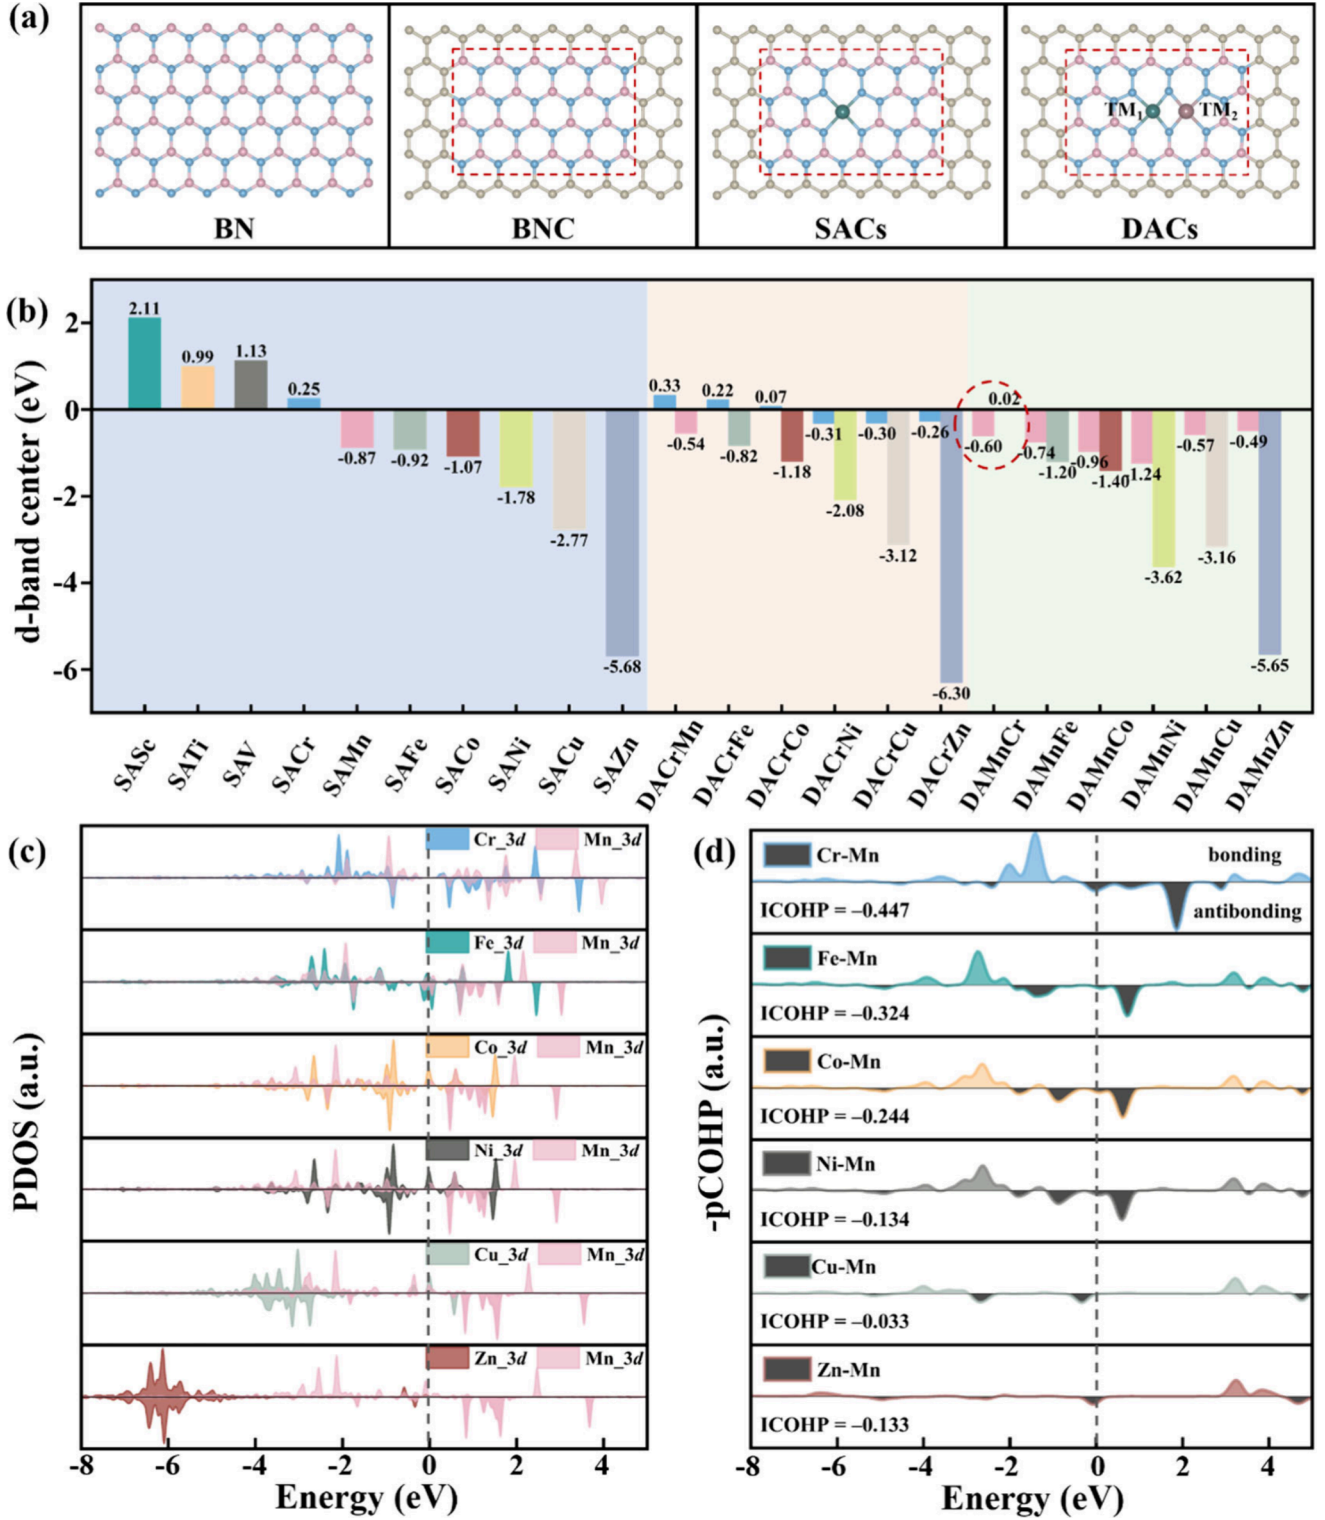 (a)
TM1 TM2
BN BNC SACs DACs
(b)
d-band center (eV)
2
0
-2
-4
-6
2.11
0.99
1.13
0.25
-0.87
-0.92
-1.07
-1.78
-2.77
-5.68
0.33
-0.54
0.22
-0.82
0.07
-1.18
-0.31
-2.08
-0.30
-3.12
-0.26
-6.30
-0.60
0.02
-0.74
-1.20
-0.96
-1.40
-1.24
-3.62
-0.57
-3.16
-0.49
-5.65
SASc
SATi
SAV
SACr
SAMn
SAFe
SACo
SANi
SACu
SAZn
DACrMn
DACrFe
DACrCo
DACrNi
DACrCu
DACrZn
DAMnCr
DAMnFe
DAMnCo
DAMnNi
DAMnCu
DAMnZn
(c)
PDOS (a.u.)
Cr_3d Mn_3d
Fe_3d Mn_3d
Co_3d Mn_3d
Ni_3d Mn_3d
Cu_3d Mn_3d
Zn_3d Mn_3d
-8 -6 -4 -2 0 2 4
Energy (eV)
(d)
-pCOHP (a.u.)
Cr-Mn bonding
ICOHP = –0.447 antibonding
Fe-Mn
ICOHP = –0.324
Co-Mn
ICOHP = –0.244
Ni-Mn
ICOHP = –0.134
Cu-Mn
ICOHP = –0.033
Zn-Mn
ICOHP = –0.133
-8 -6 -4 -2 0 2 4
Energy (eV)